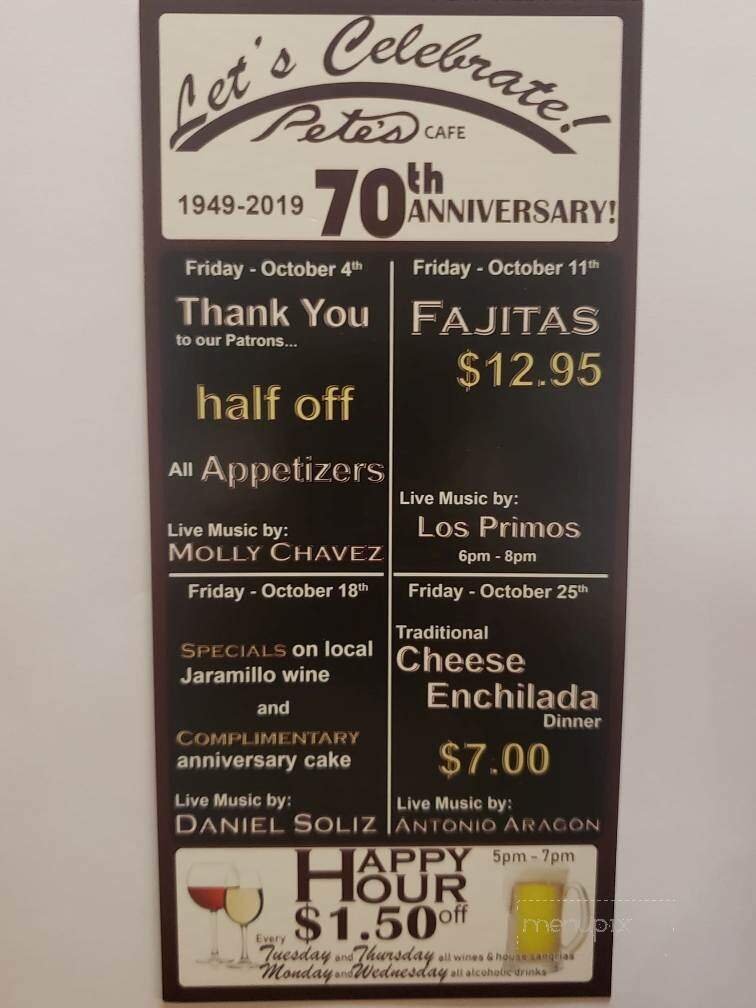 Let's Celebrate!
Pete's CAFE
1949-2019 70th ANNIVERSARY!
Friday - October 4th
Thank You
to our Patrons...
half off
All Appetizers
Live Music by:
MOLLY CHAVEZ
Friday - October 11th
FAJITAS
$12.95
Live Music by:
Los Primos
6pm - 8pm
Friday - October 18th
SPECIALS on local
Jaramillo wine
and
COMPLIMENTARY
anniversary cake
Live Music by:
DANIEL SOLIZ
Friday - October 25th
Traditional
Cheese
Enchilada
Dinner
$7.00
Live Music by:
ANTONIO ARAGON
HAPPY HOUR 5pm - 7pm
$1.50 off
Every Tuesday and Thursday all wines & house sangrias
Monday and Wednesday all alcoholic drinks
menupix